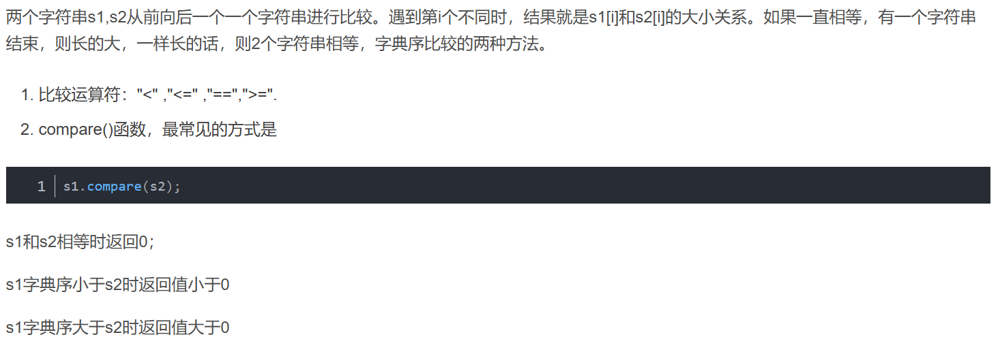 两个字符串s1,s2从前向后一个一个字符串进行比较。遇到第i个不同时，结果就是s1[i]和s2[i]的大小关系。如果一直相等，有一个字符串
结束，则长的大，一样长的话，则2个字符串相等，字典序比较的两种方法。
1. 比较运算符："<" ,"<=" ,"==",">=".
2. compare()函数，最常见的方式是
1 s1.compare(s2);
s1和s2相等时返回0；
s1字典序小于s2时返回值小于0
s1字典序大于s2时返回值大于0